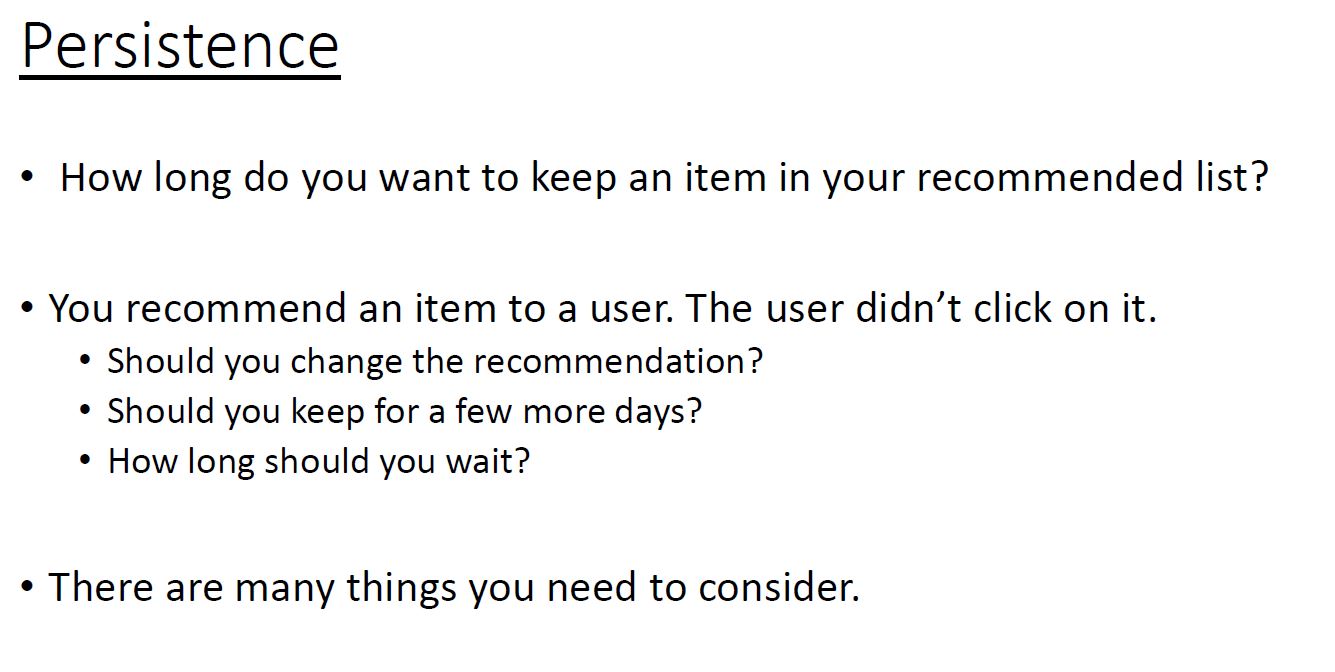 Persistence
• How long do you want to keep an item in your recommended list?
• You recommend an item to a user. The user didn’t click on it.
• Should you change the recommendation?
• Should you keep for a few more days?
• How long should you wait?
• There are many things you need to consider.